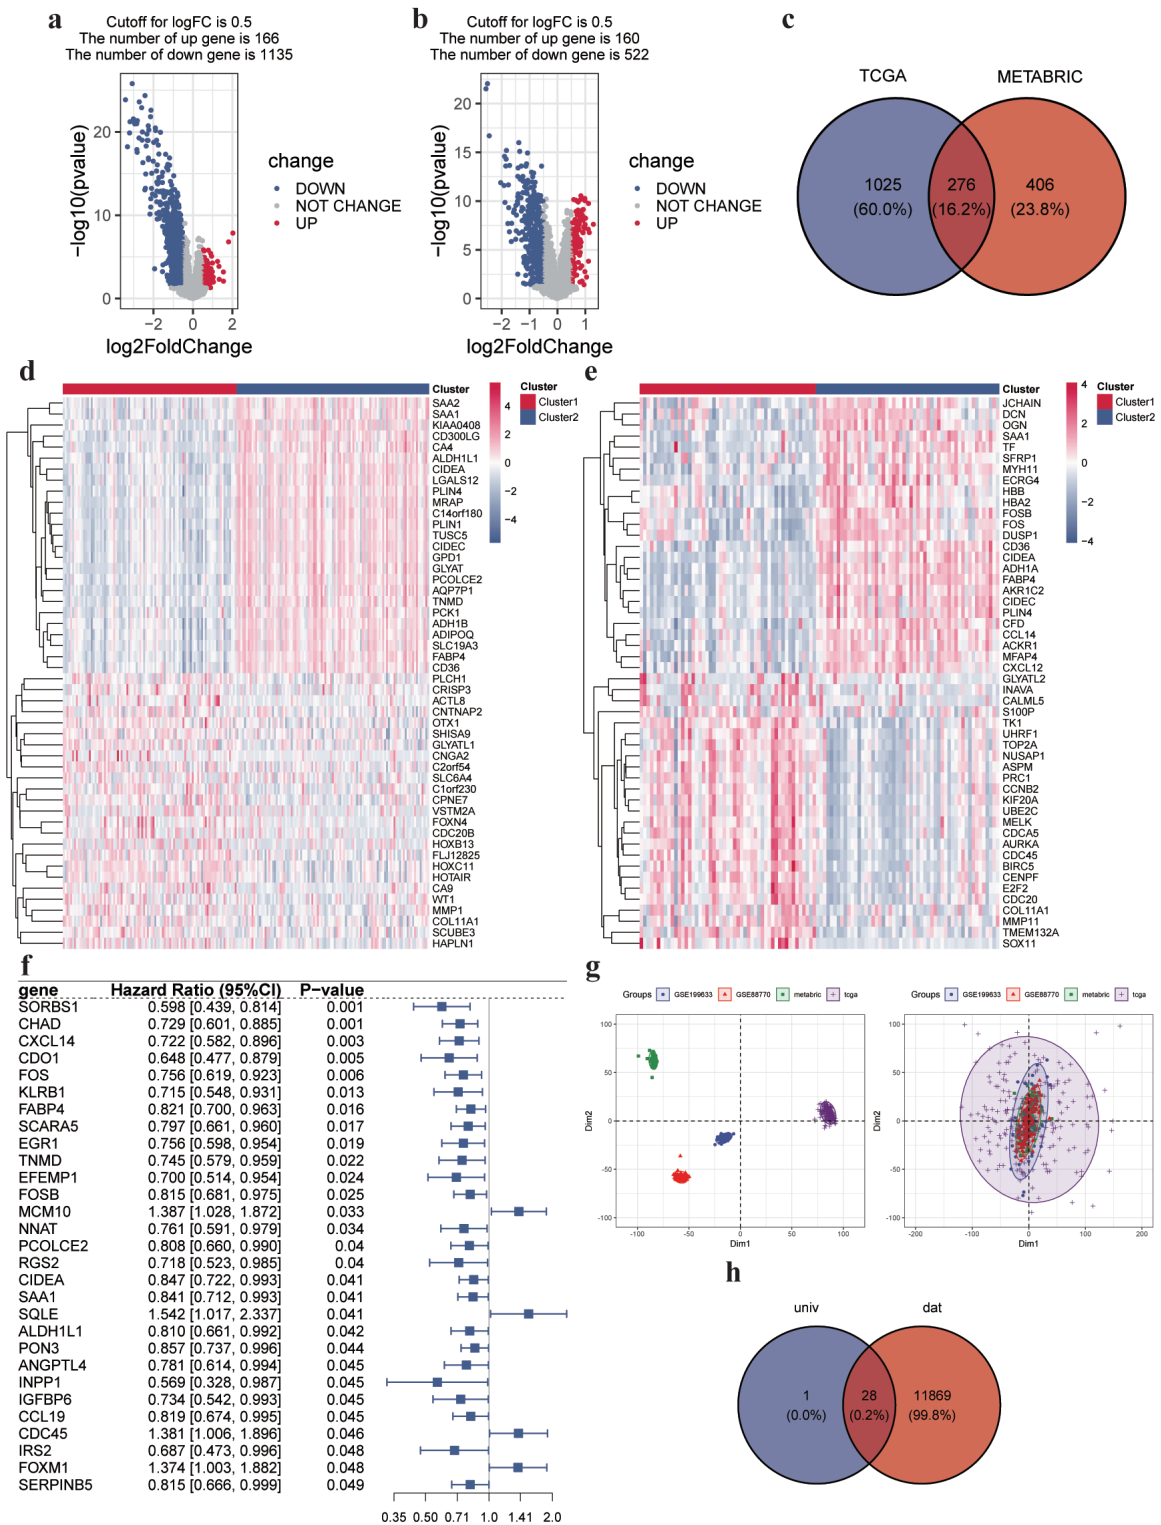 a
Cutoff for logFC is 0.5
The number of up gene is 166
The number of down gene is 1135
−log10(pvalue)
20
10
0
−2
0
2
log2FoldChange
change
DOWN
NOT CHANGE
UP
b
Cutoff for logFC is 0.5
The number of up gene is 160
The number of down gene is 522
−log10(pvalue)
20
15
10
5
0
−2
−1
0
1
log2FoldChange
change
DOWN
NOT CHANGE
UP
c
TCGA
METABRIC
1025
(60.0%)
276
(16.2%)
406
(23.8%)
d
Cluster
SAA2
SAA1
KIAA0408
CD300LG
CA4
ALDH1L1
CIDEA
LGALS12
PLIN4
MRAP
C14orf180
PLIN1
TUSC5
CIDEC
GPD1
GLYAT
PCOLCE2
AQP7P1
TNMD
PCK1
ADH1B
ADIPOQ
SLC19A3
FABP4
CD36
PLCH1
CRISP3
ACTL8
CNTNAP2
OTX1
SHISA9
GLYATL1
CNGA2
C2orf54
SLC6A4
C1orf230
CPNE7
VSTM2A
FOXN4
CDC20B
HOXB13
FLJ12825
HOXC11
HOTAIR
CA9
WT1
MMP1
COL11A1
SCUBE3
HAPLN1
4
2
0
−2
−4
Cluster
Cluster1
Cluster2
e
Cluster
JCHAIN
DCN
OGN
SAA1
TF
SFRP1
MYH11
ECRG4
HBB
HBA2
FOSB
FOS
DUSP1
CD36
CIDEA
ADH1A
FABP4
AKR1C2
CIDEC
PLIN4
CFD
CCL14
ACKR1
MFAP4
CXCL12
GLYATL2
INAVA
CALML5
S100P
TK1
UHRF1
TOP2A
NUSAP1
ASPM
PRC1
CCNB2
KIF20A
UBE2C
MELK
CDCA5
AURKA
CDC45
BIRC5
CENPF
E2F2
CDC20
COL11A1
MMP11
TMEM132A
SOX11
4
2
0
−2
−4
Cluster
Cluster1
Cluster2
f
gene Hazard Ratio (95%CI) P−value
SORBS1 0.598 [0.439, 0.814] 0.001
CHAD 0.729 [0.601, 0.885] 0.001
CXCL14 0.722 [0.582, 0.896] 0.003
CDO1 0.648 [0.477, 0.879] 0.005
FOS 0.756 [0.619, 0.923] 0.006
KLRB1 0.715 [0.548, 0.931] 0.013
FABP4 0.821 [0.700, 0.963] 0.016
SCARA5 0.797 [0.661, 0.960] 0.017
EGR1 0.756 [0.598, 0.954] 0.019
TNMD 0.745 [0.579, 0.959] 0.022
EFEMP1 0.700 [0.514, 0.954] 0.024
FOSB 0.815 [0.681, 0.975] 0.025
MCM10 1.387 [1.028, 1.872] 0.033
NNAT 0.761 [0.591, 0.979] 0.034
PCOLCE2 0.808 [0.660, 0.990] 0.04
RGS2 0.718 [0.523, 0.985] 0.04
CIDEA 0.847 [0.722, 0.993] 0.041
SAA1 0.841 [0.712, 0.993] 0.041
SQLE 1.542 [1.017, 2.337] 0.041
ALDH1L1 0.810 [0.661, 0.992] 0.042
PON3 0.857 [0.737, 0.996] 0.044
ANGPTL4 0.781 [0.614, 0.994] 0.045
INPP1 0.569 [0.328, 0.987] 0.045
IGFBP6 0.734 [0.542, 0.993] 0.045
CCL19 0.819 [0.674, 0.995] 0.045
CDC45 1.381 [1.006, 1.896] 0.046
IRS2 0.687 [0.473, 0.996] 0.048
FOXM1 1.374 [1.003, 1.882] 0.048
SERPINB5 0.815 [0.666, 0.999] 0.049
0.35 0.50 0.71 1.0 1.41 2.0
g
Groups GSE199633 GSE88770 metabric tcga
Dim2
100
50
0
-50
-100
-100 -50 0 50 100
Dim1
Groups GSE199633 GSE88770 metabric tcga
Dim2
100
50
0
-50
-100
-200 -100 0 100 200
Dim1
h
univ
dat
1
(0.0%)
28
(0.2%)
11869
(99.8%)